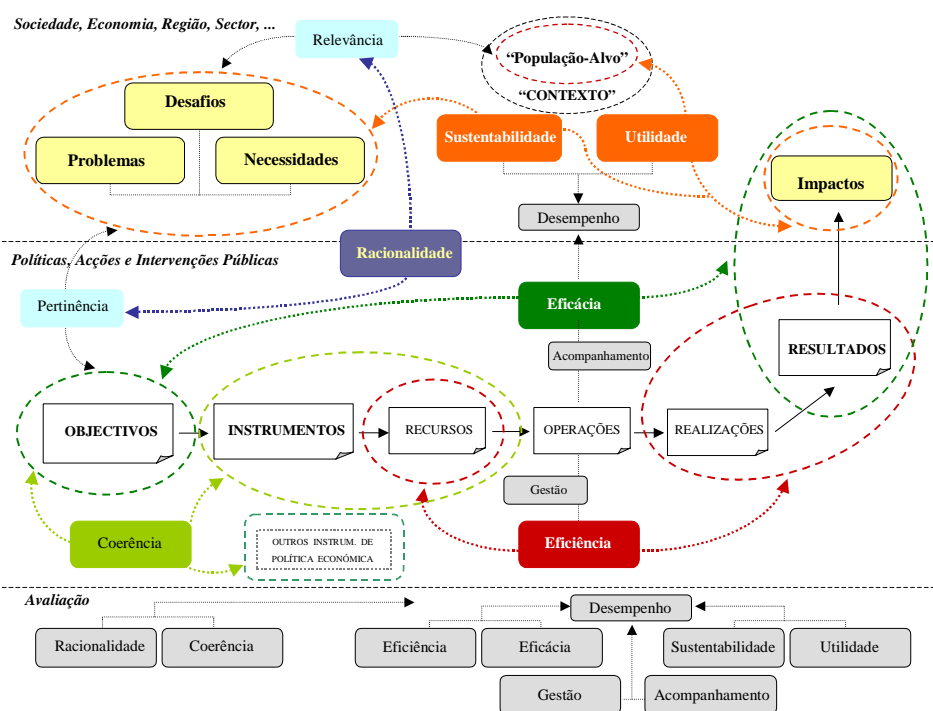 Sociedade, Economia, Região, Sector, ...
Relevância
“População-Alvo”
“CONTEXTO”
Desafios
Problemas
Necessidades
Sustentabilidade
Utilidade
Impactos
Desempenho
Racionalidade
Políticas, Acções e Intervenções Públicas
Pertinência
Eficácia
Acompanhamento
RESULTADOS
OBJECTIVOS
INSTRUMENTOS
RECURSOS
OPERAÇÕES
REALIZAÇÕES
Gestão
Coerência
OUTROS INSTRUM. DE
POLÍTICA ECONÓMICA
Eficiência
Avaliação
Desempenho
Racionalidade
Coerência
Eficiência
Eficácia
Sustentabilidade
Utilidade
Gestão
Acompanhamento